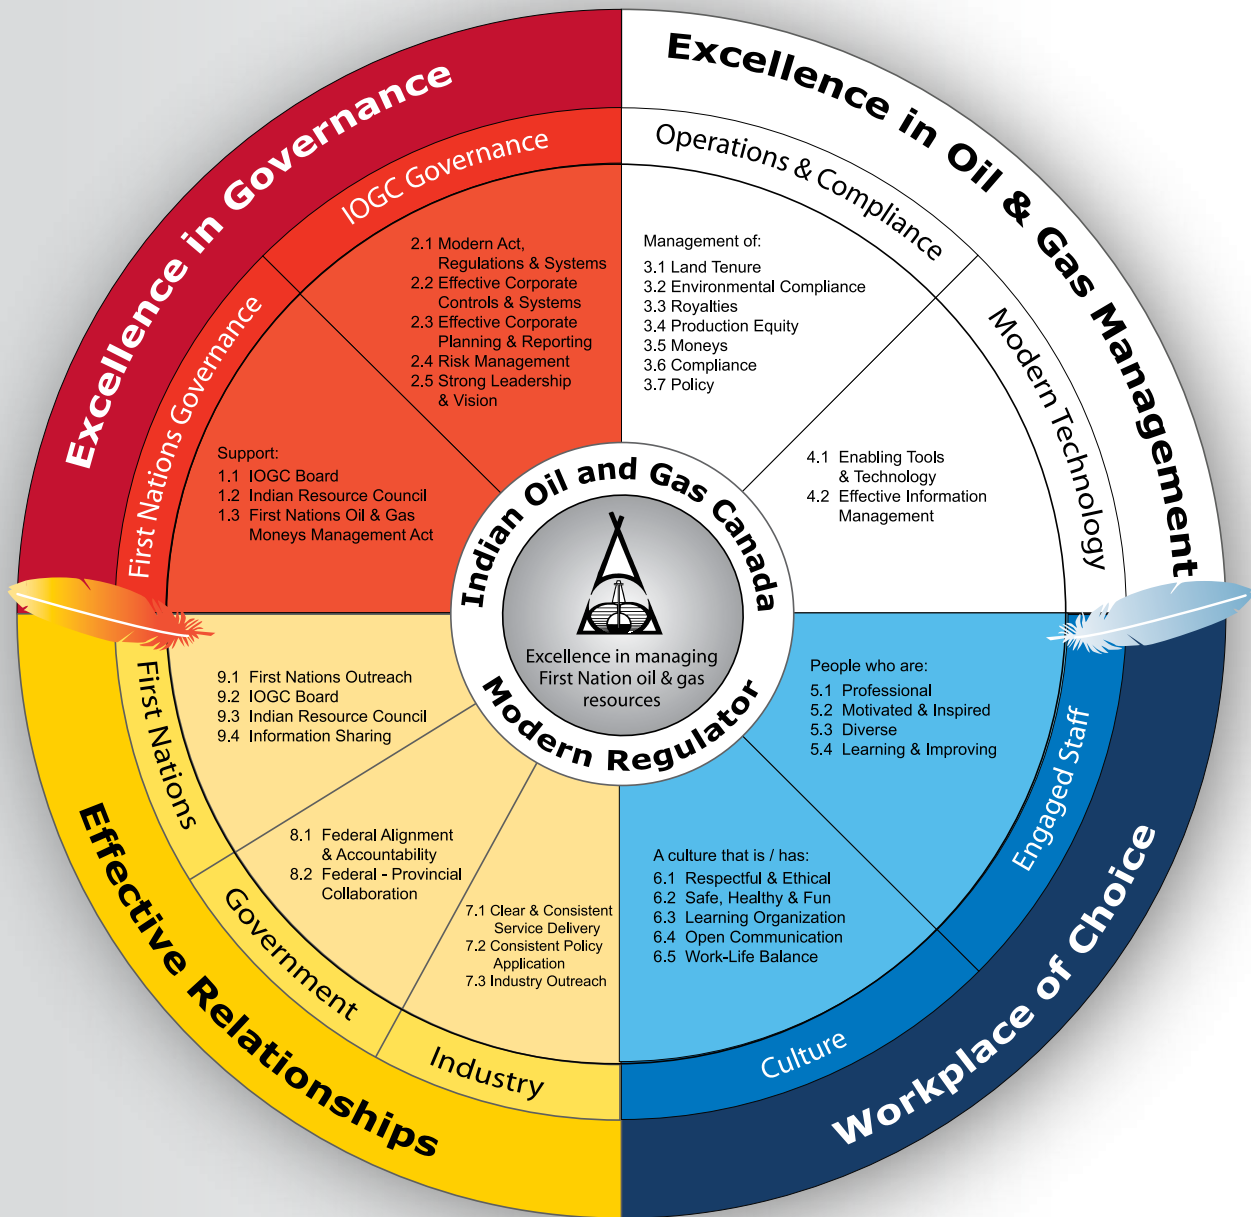 Excellence in Governance
IOGC Governance
2.1 Modern Act,
Regulations & Systems
2.2 Effective Corporate
Controls & Systems
2.3 Effective Corporate
Planning & Reporting
2.4 Risk Management
2.5 Strong Leadership
& Vision
First Nations Governance
Support:
1.1 IOGC Board
1.2 Indian Resource Council
1.3 First Nations Oil & Gas
Moneys Management Act
Excellence in Oil & Gas Management
Operations & Compliance
Management of:
3.1 Land Tenure
3.2 Environmental Compliance
3.3 Royalties
3.4 Production Equity
3.5 Moneys
3.6 Compliance
3.7 Policy
Modern Technology
4.1 Enabling Tools
& Technology
4.2 Effective Information
Management
Indian Oil and Gas Canada
Excellence in managing
First Nation oil & gas
resources
Modern Regulator
Workplace of Choice
Engaged Staff
People who are:
5.1 Professional
5.2 Motivated & Inspired
5.3 Diverse
5.4 Learning & Improving
Culture
A culture that is / has:
6.1 Respectful & Ethical
6.2 Safe, Healthy & Fun
6.3 Learning Organization
6.4 Open Communication
6.5 Work-Life Balance
Effective Relationships
Industry
7.1 Clear & Consistent
Service Delivery
7.2 Consistent Policy
Application
7.3 Industry Outreach
Government
8.1 Federal Alignment
& Accountability
8.2 Federal - Provincial
Collaboration
First Nations
9.1 First Nations Outreach
9.2 IOGC Board
9.3 Indian Resource Council
9.4 Information Sharing